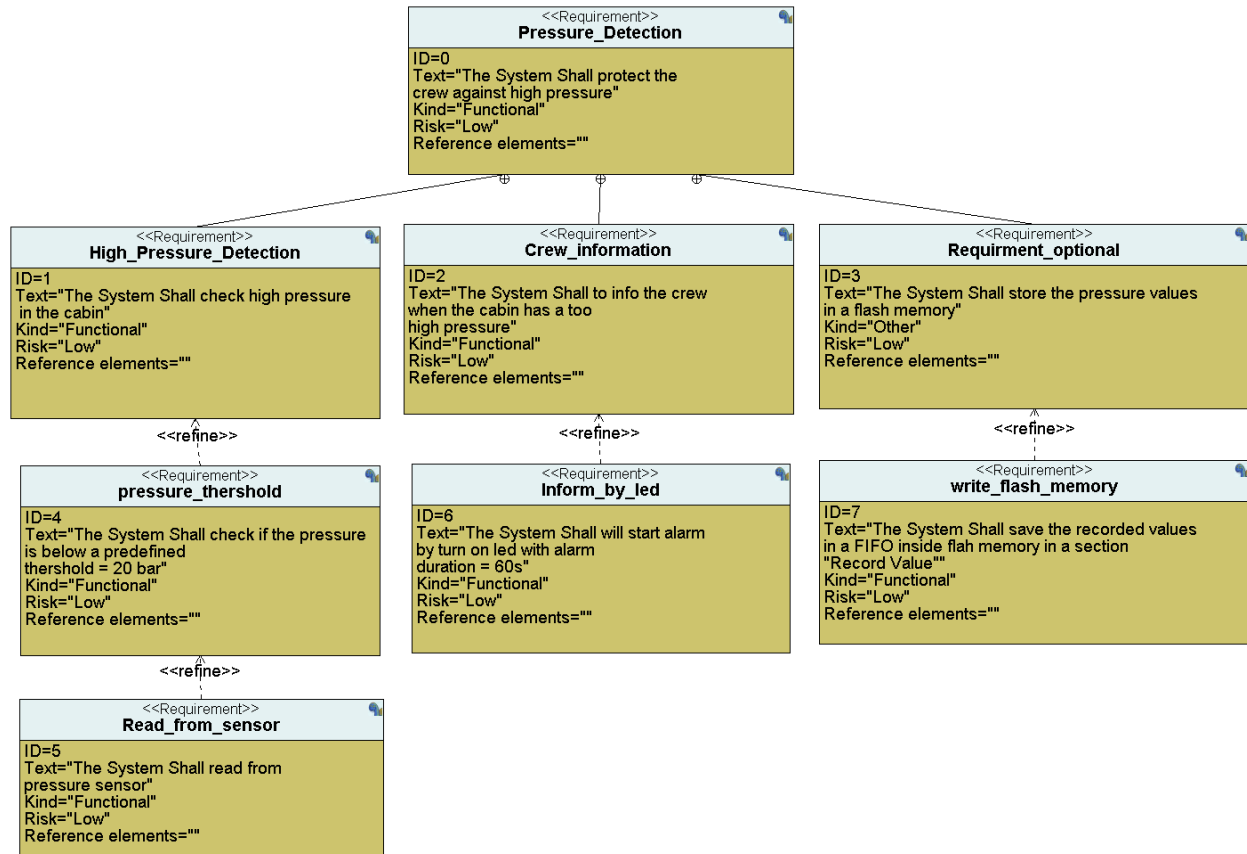 <<Requirement>>
Pressure_Detection
ID=0
Text="The System Shall protect the
crew against high pressure"
Kind="Functional"
Risk="Low"
Reference elements=""
<<Requirement>>
High_Pressure_Detection
ID=1
Text="The System Shall check high pressure
in the cabin"
Kind="Functional"
Risk="Low"
Reference elements=""
<<Requirement>>
Crew_information
ID=2
Text="The System Shall to info the crew
when the cabin has a too
high pressure"
Kind="Functional"
Risk="Low"
Reference elements=""
<<Requirement>>
Requirment_optional
ID=3
Text="The System Shall store the pressure values
in a flash memory"
Kind="Other"
Risk="Low"
Reference elements=""
<<refine>>
<<refine>>
<<refine>>
<<Requirement>>
pressure_thershold
ID=4
Text="The System Shall check if the pressure
is below a predefined
thershold = 20 bar"
Kind="Functional"
Risk="Low"
Reference elements=""
<<Requirement>>
Inform_by_led
ID=6
Text="The System Shall will start alarm
by turn on led with alarm
duration = 60s"
Kind="Functional"
Risk="Low"
Reference elements=""
<<Requirement>>
write_flash_memory
ID=7
Text="The System Shall save the recorded values
in a FIFO inside flah memory in a section
"Record Value""
Kind="Functional"
Risk="Low"
Reference elements=""
<<refine>>
<<Requirement>>
Read_from_sensor
ID=5
Text="The System Shall read from
pressure sensor"
Kind="Functional"
Risk="Low"
Reference elements=""